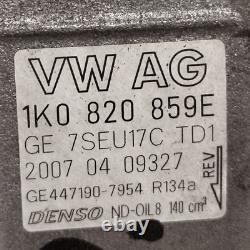 VW AG
1K0 820 859E
GE 7SEU17C TD1
2007 04 09327
REV
GE447190-7954 R134a
DENSO ND-OIL8 140 cm³
ebay